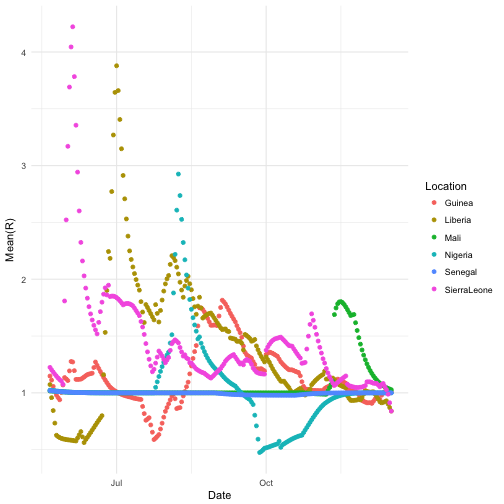 4
3
2
1
Mean(R)
Jul
Oct
Date
Location
Guinea
Liberia
Mali
Nigeria
Senegal
SierraLeone